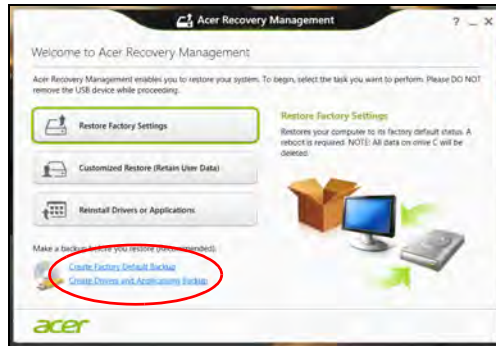 Acer Recovery Management
Welcome to Acer Recovery Management
Acer Recovery Management enables you to restore your system. To begin, select the task you want to perform. Please DO NOT
remove the USB device while proceeding.
Restore Factory Settings
Customized Restore (Retain User Data)
Reinstall Drivers or Applications
Restore Factory Settings
Restores your computer to its factory default status. A
reboot is required. NOTE: All data on drive C will be
deleted.
Make a backup before you restore (recommended).
Create Factory Default Backup
Create Drivers and Applications Backup
acer